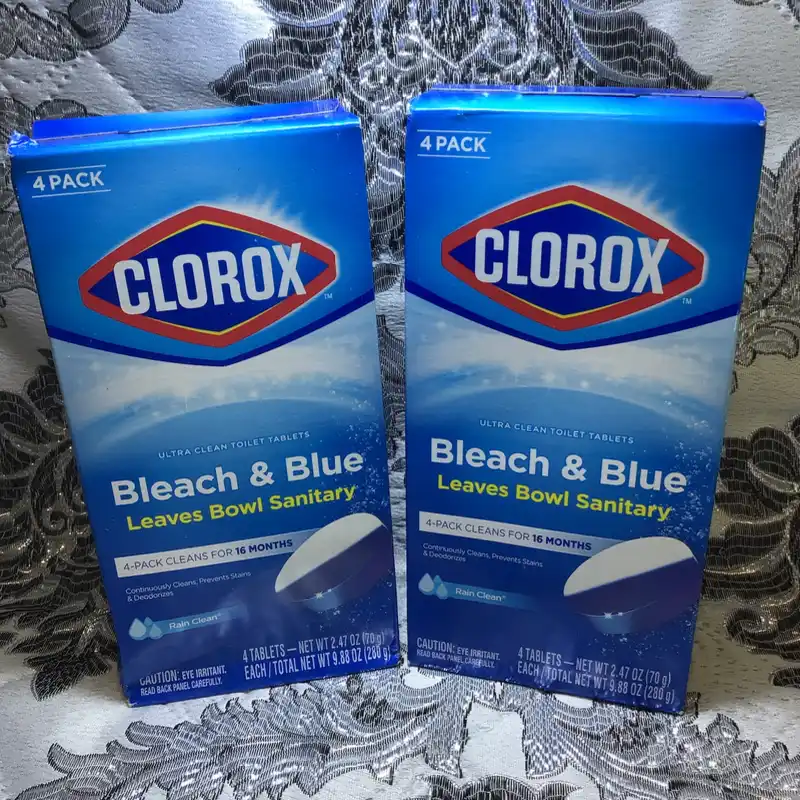 4 PACK
CLOROX
TM
ULTRA CLEAN TOILET TABLETS
Bleach & Blue
Leaves Bowl Sanitary
4-PACK CLEANS FOR 16 MONTHS
Continuously Cleans, Prevents Stains
& Deodorizes
Rain Clean
CAUTION: EYE IRRITANT.
READ BACK PANEL CAREFULLY.
4 TABLETS — NET WT 2.47 OZ (70 g)
EACH / TOTAL NET WT 9.88 OZ (280 g)
4 PACK
CLOROX
TM
ULTRA CLEAN TOILET TABLETS
Bleach & Blue
Leaves Bowl Sanitary
4-PACK CLEANS FOR 16 MONTHS
Continuously Cleans, Prevents Stains
& Deodorizes
Rain Clean
CAUTION: EYE IRRITANT.
READ BACK PANEL CAREFULLY.
4 TABLETS — NET WT 2.47 OZ (70 g)
EACH / TOTAL NET WT 9.88 OZ (280 g)